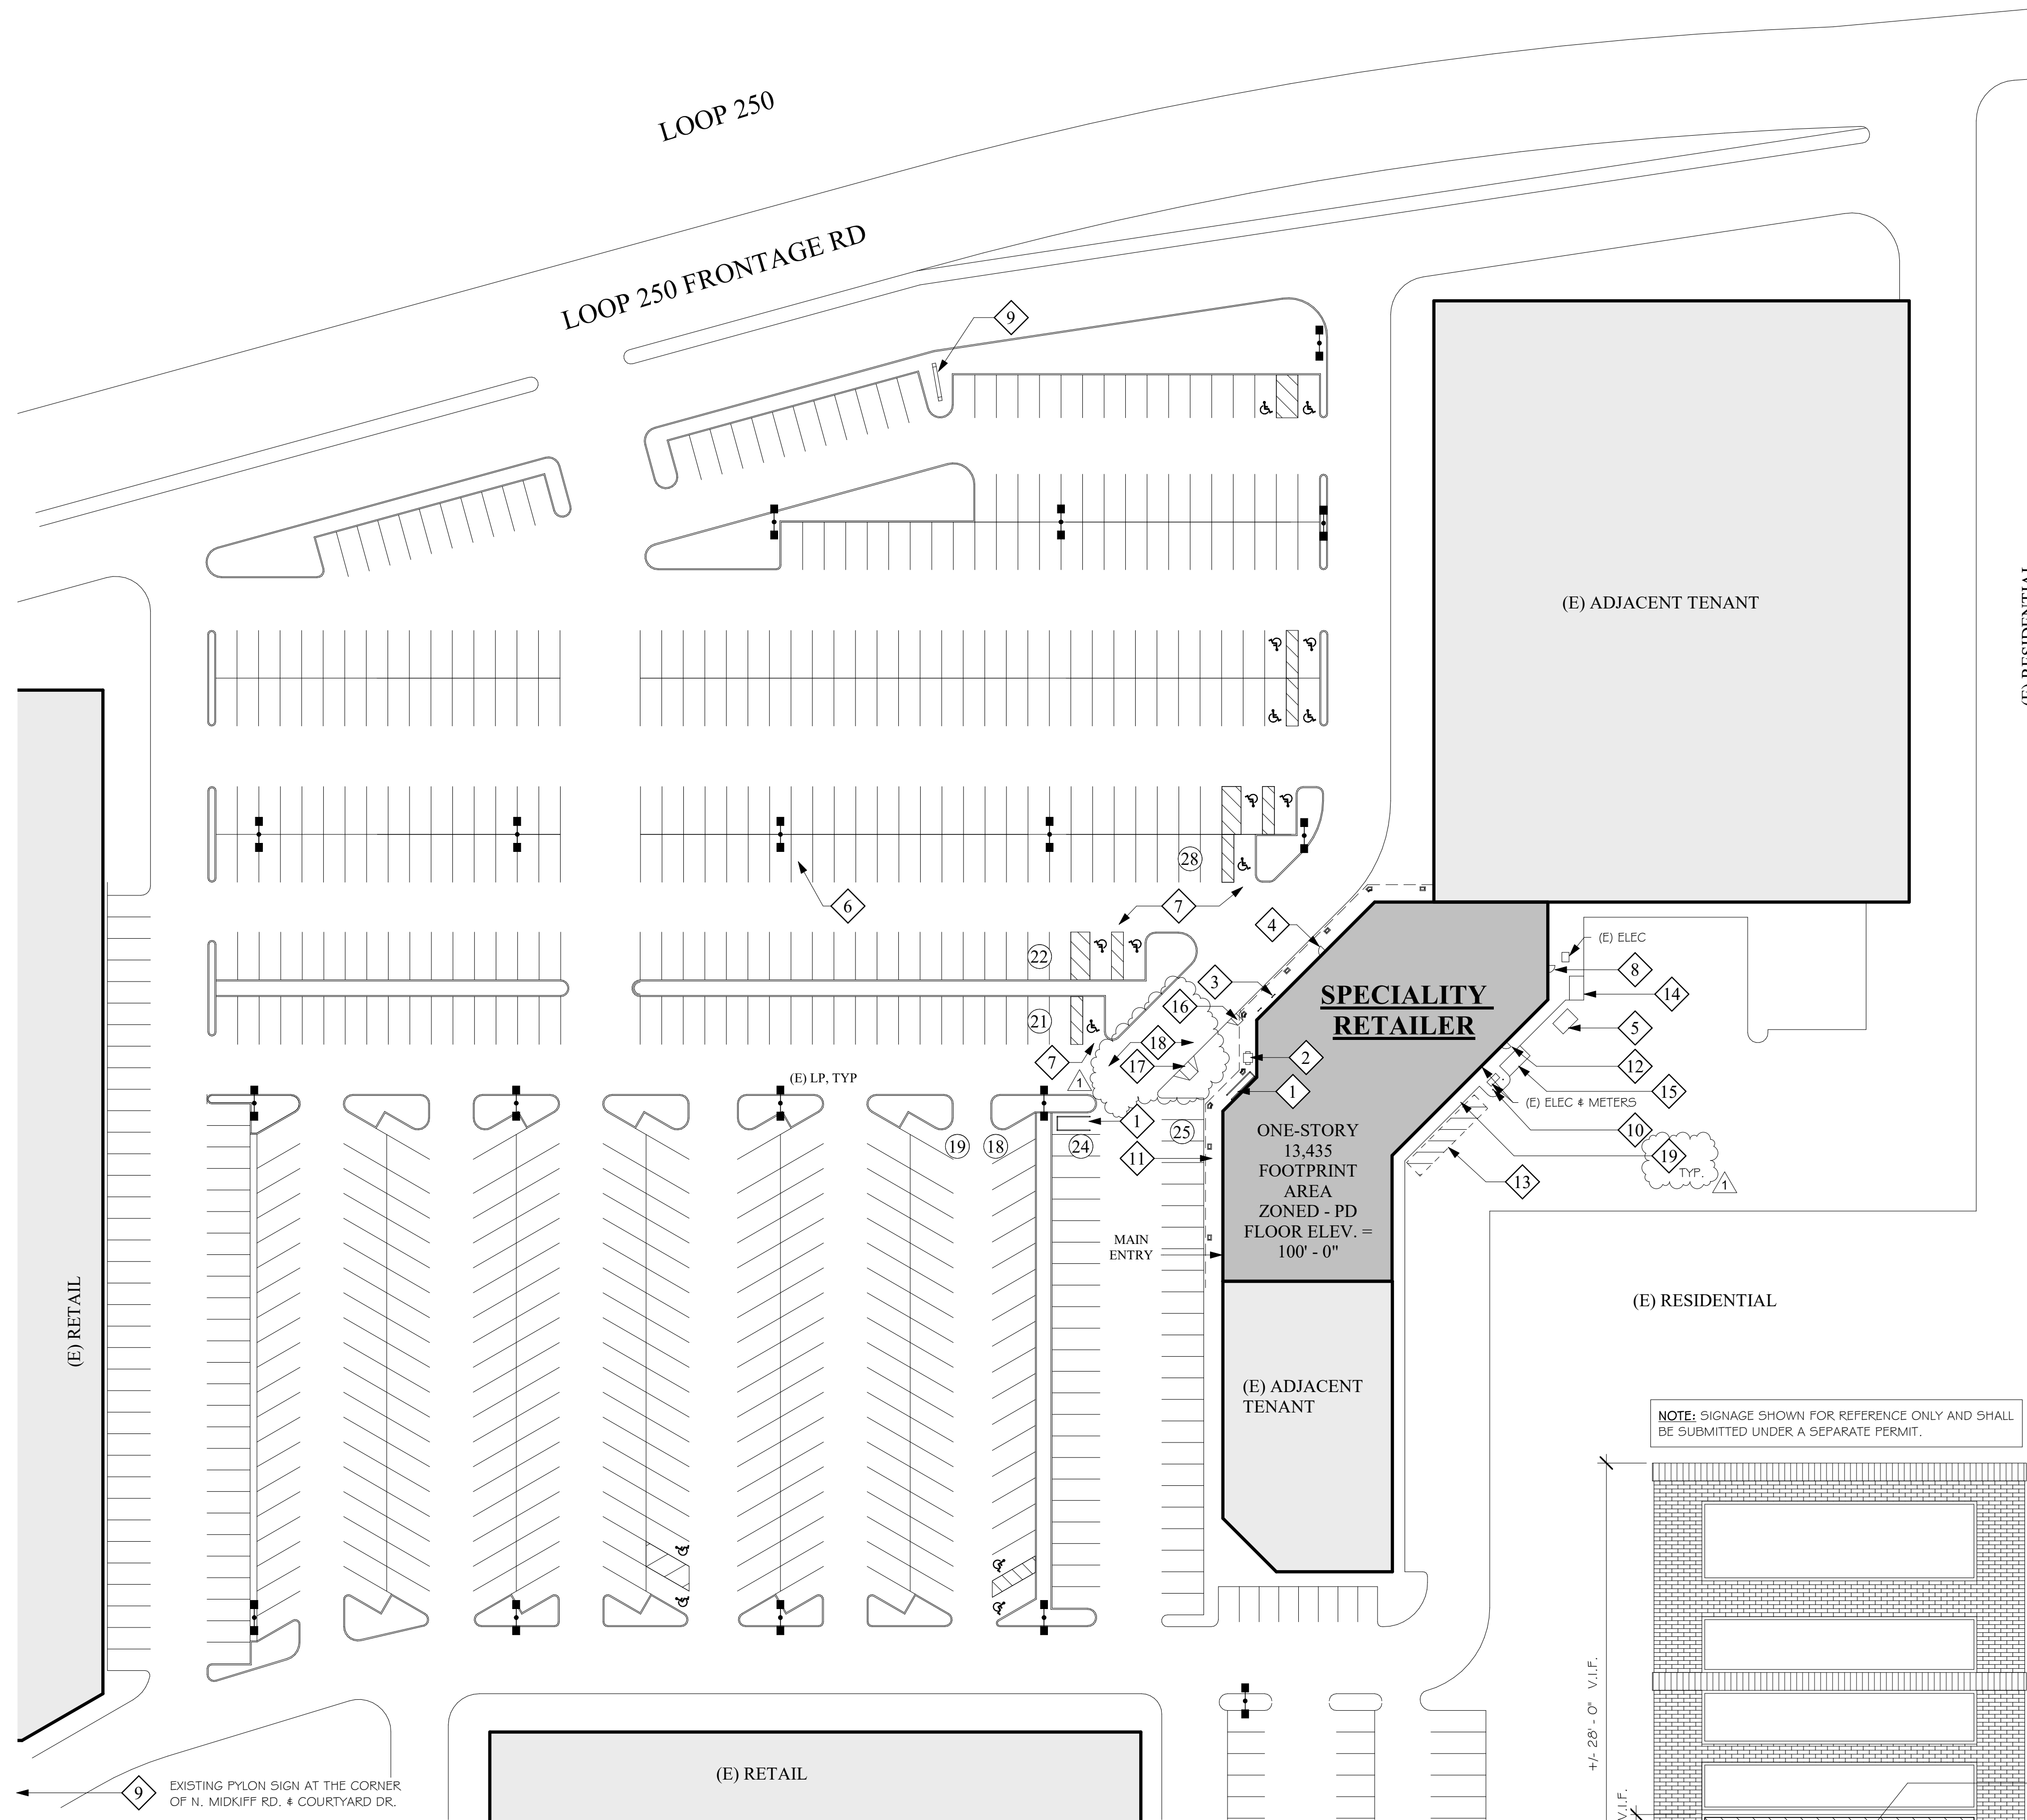 LOOP 250
LOOP 250 FRONTAGE RD
9
(E) ADJACENT TENANT
(E) RESIDENTIAL
28
6
7
4
22
(E) ELEC
8
3
SPECIALITY
RETAILER
14
16
21
5
18
7
17
2
12
(E) LP, TYP
1
1
15
(E) ELEC & METERS
1
19
18
24
25
11
10
ONE-STORY
13,435
FOOTPRINT
AREA
ZONED - PD
FLOOR ELEV. =
100' - 0"
19
TYP.
1
13
MAIN
ENTRY
(E) RETAIL
(E) RESIDENTIAL
(E) ADJACENT
TENANT
NOTE: SIGNAGE SHOWN FOR REFERENCE ONLY AND SHALL
BE SUBMITTED UNDER A SEPARATE PERMIT.
+/- 28' - 0" V.I.F.
V.I.F.
(E) RETAIL
9
EXISTING PYLON SIGN AT THE CORNER
OF N. MIDKIFF RD. & COURTYARD DR.